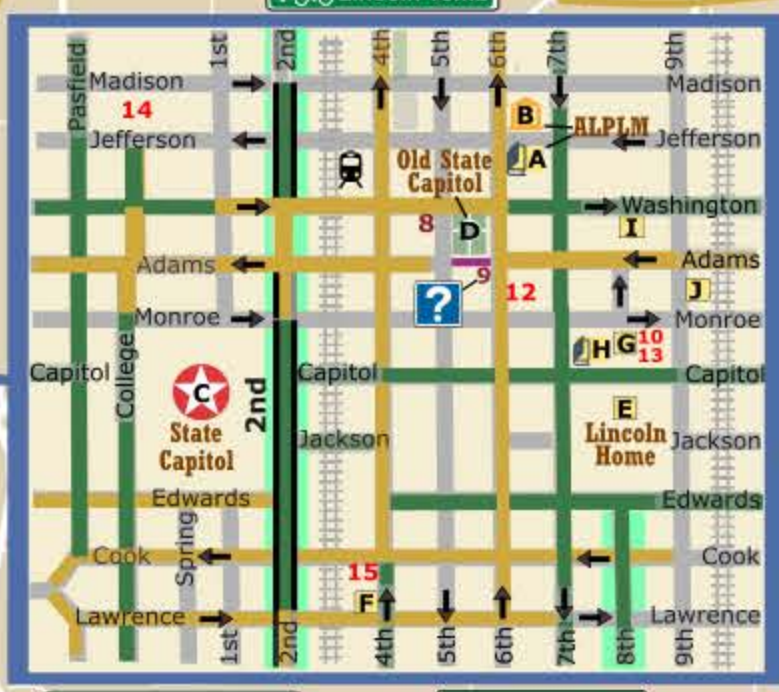 Pasfield
1st
2nd
4th
5th
6th
7th
9th
Madison
Madison
14
B
ALPLM
Jefferson
Jefferson
A
Old State
Capitol
8
D
Washington
I
Adams
Adams
9
?
12
J
Monroe
Monroe
H
G
10
13
College
Capitol
Capitol
Capitol
C
2nd
State
Capitol
E
Lincoln
Home
Jackson
Jackson
Edwards
Edwards
Spring
Cook
Cook
15
F
Lawrence
Lawrence
1st
2nd
4th
5th
6th
7th
8th
9th